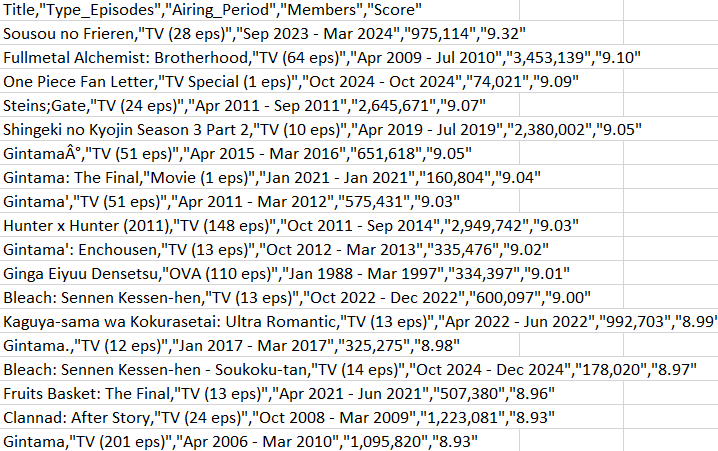 Title,"Type_Episodes","Airing_Period","Members","Score"
Sousou no Frieren,"TV (28 eps)","Sep 2023 - Mar 2024","975,114","9.32"
Fullmetal Alchemist: Brotherhood,"TV (64 eps)","Apr 2009 - Jul 2010","3,453,139","9.10"
One Piece Fan Letter,"TV Special (1 eps)","Oct 2024 - Oct 2024","74,021","9.09"
Steins;Gate,"TV (24 eps)","Apr 2011 - Sep 2011","2,645,671","9.07"
Shingeki no Kyojin Season 3 Part 2,"TV (10 eps)","Apr 2019 - Jul 2019","2,380,002","9.05"
GintamaÂ°,"TV (51 eps)","Apr 2015 - Mar 2016","651,618","9.05"
Gintama: The Final,"Movie (1 eps)","Jan 2021 - Jan 2021","160,804","9.04"
Gintama',"TV (51 eps)","Apr 2011 - Mar 2012","575,431","9.03"
Hunter x Hunter (2011),"TV (148 eps)","Oct 2011 - Sep 2014","2,949,742","9.03"
Gintama': Enchousen,"TV (13 eps)","Oct 2012 - Mar 2013","335,476","9.02"
Ginga Eiyuu Densetsu,"OVA (110 eps)","Jan 1988 - Mar 1997","334,397","9.01"
Bleach: Sennen Kessen-hen,"TV (13 eps)","Oct 2022 - Dec 2022","600,097","9.00"
Kaguya-sama wa Kokurasetai: Ultra Romantic,"TV (13 eps)","Apr 2022 - Jun 2022","992,703","8.99"
Gintama.,"TV (12 eps)","Jan 2017 - Mar 2017","325,275","8.98"
Bleach: Sennen Kessen-hen - Soukoku-tan,"TV (14 eps)","Oct 2024 - Dec 2024","178,020","8.97"
Fruits Basket: The Final,"TV (13 eps)","Apr 2021 - Jun 2021","507,380","8.96"
Clannad: After Story,"TV (24 eps)","Oct 2008 - Mar 2009","1,223,081","8.93"
Gintama,"TV (201 eps)","Apr 2006 - Mar 2010","1,095,820","8.93"